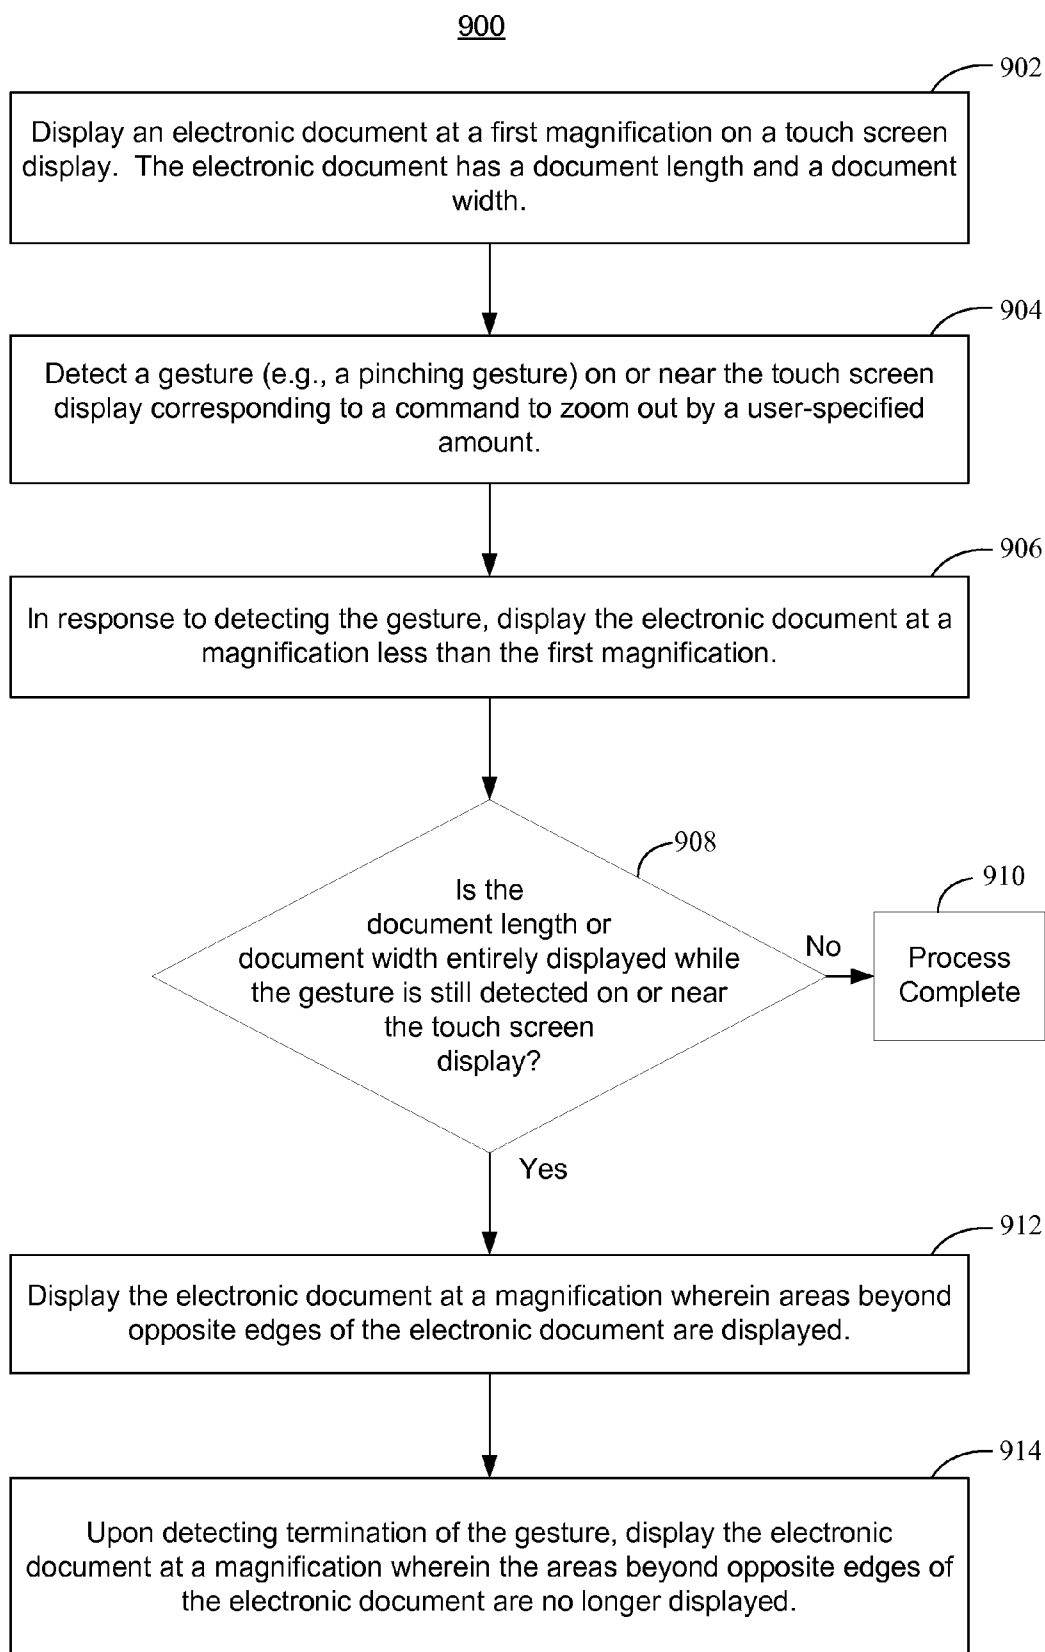 900
902
Display an electronic document at a first magnification on a touch screen
display. The electronic document has a document length and a document
width.
904
Detect a gesture (e.g., a pinching gesture) on or near the touch screen
display corresponding to a command to zoom out by a user-specified
amount.
906
In response to detecting the gesture, display the electronic document at a
magnification less than the first magnification.
908
Is the
document length or
document width entirely displayed while
the gesture is still detected on or near
the touch screen
display?
No
910
Process
Complete
Yes
912
Display the electronic document at a magnification wherein areas beyond
opposite edges of the electronic document are displayed.
914
Upon detecting termination of the gesture, display the electronic
document at a magnification wherein the areas beyond opposite edges of
the electronic document are no longer displayed.